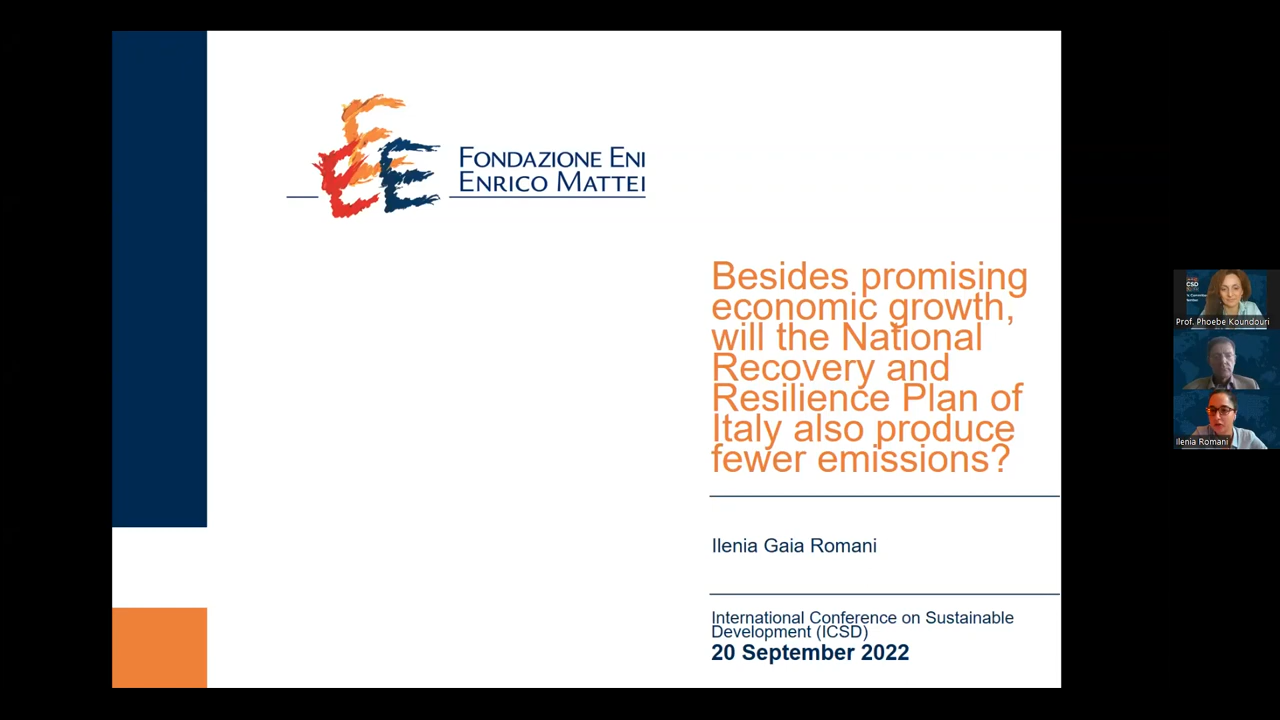 FONDAZIONE ENI
ENRICO MATTEI
Besides promising
economic growth,
will the National
Recovery and
Resilience Plan of
Italy also produce
fewer emissions?
Ilenia Gaia Romani
International Conference on Sustainable
Development (ICSD)
20 September 2022
CSD
Prof. Phoebe Koundouri
Ilenia Romani